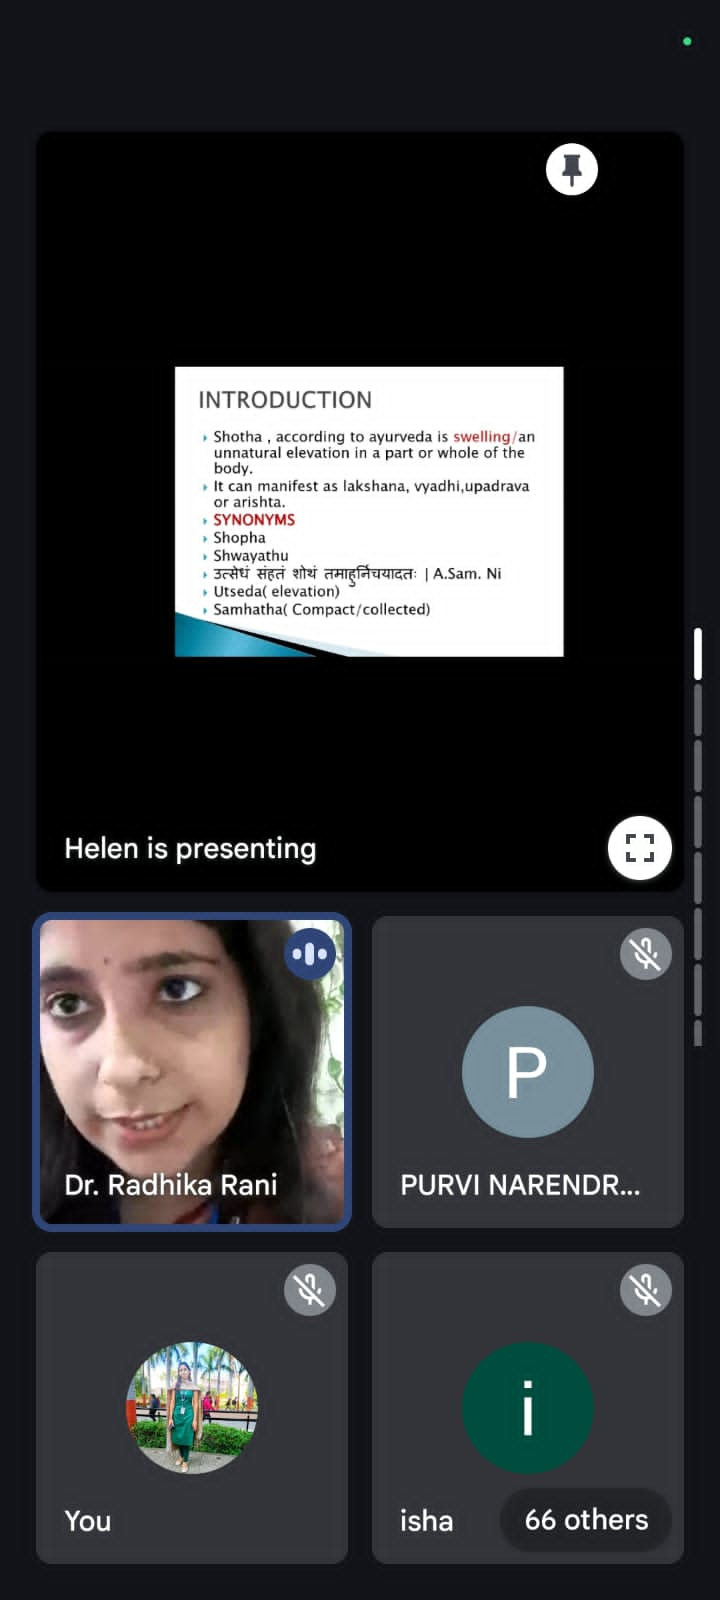 INTRODUCTION
Shotha , according to ayurveda is swelling/an
unnatural elevation in a part or whole of the
body.
It can manifest as lakshana, vyadhi,upadrava
or arishta.
SYNONYMS
Shopha
Shwayathu
उत्सेधं संहतं शोथं तमाहुर्निचयादतः | A.Sam. Ni
Utseda( elevation)
Samhatha( Compact/collected)
Helen is presenting
P
Dr. Radhika Rani
PURVI NARENDR...
i
You
isha
66 others